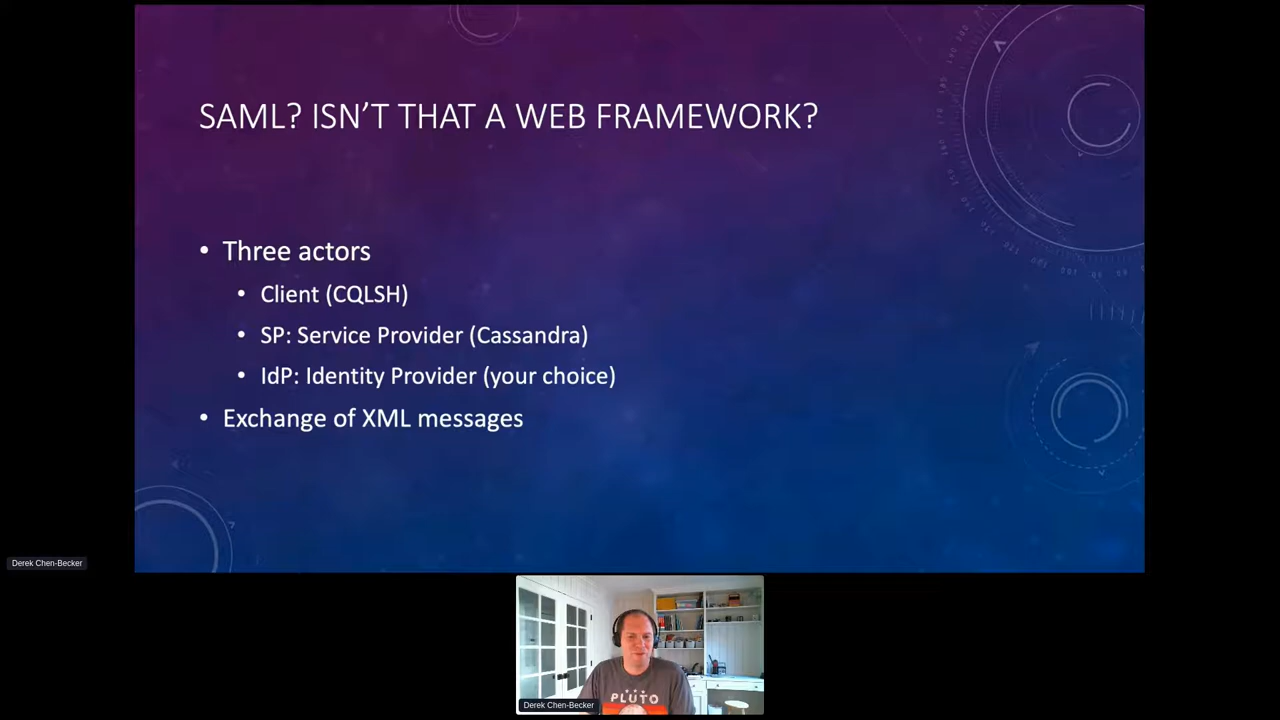 SAML? ISN'T THAT A WEB FRAMEWORK?
• Three actors
• Client (CQLSH)
• SP: Service Provider (Cassandra)
• IdP: Identity Provider (your choice)
• Exchange of XML messages
Derek Chen-Becker
PLUTO
Derek Chen-Becker